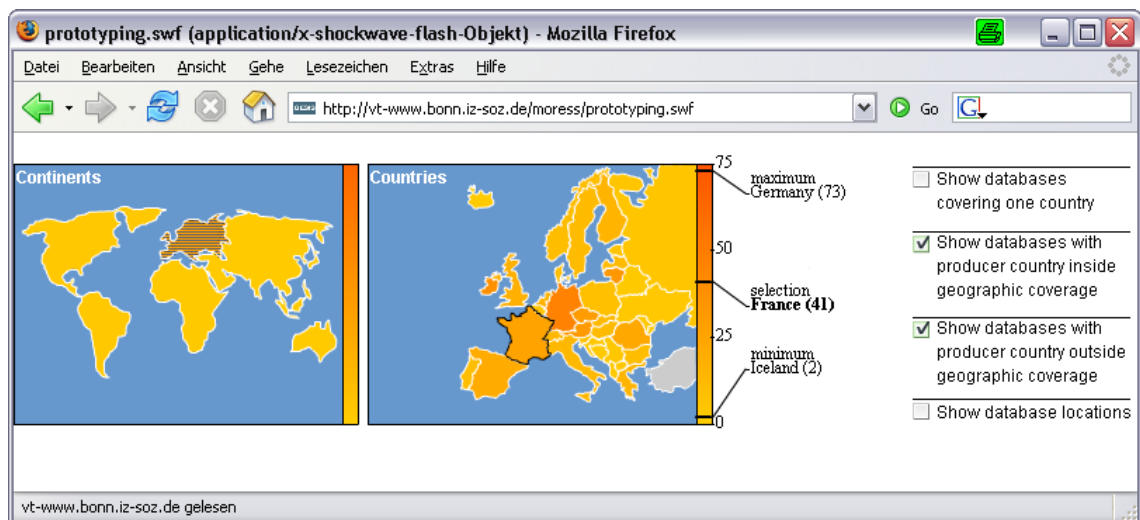 prototyping.swf (application/x-shockwave-flash-Objekt) - Mozilla Firefox
Datei Bearbeiten Ansicht Gehe Lesezeichen Extras Hilfe
http://vt-www.bonn.iz-soz.de/moress/prototyping.swf
Go
G
Continents
Countries
75
maximum
Germany (73)
50
selection
France (41)
25
minimum
Iceland (2)
0
Show databases
covering one country
Show databases with
producer country inside
geographic coverage
Show databases with
producer country outside
geographic coverage
Show database locations
vt-www.bonn.iz-soz.de gelesen